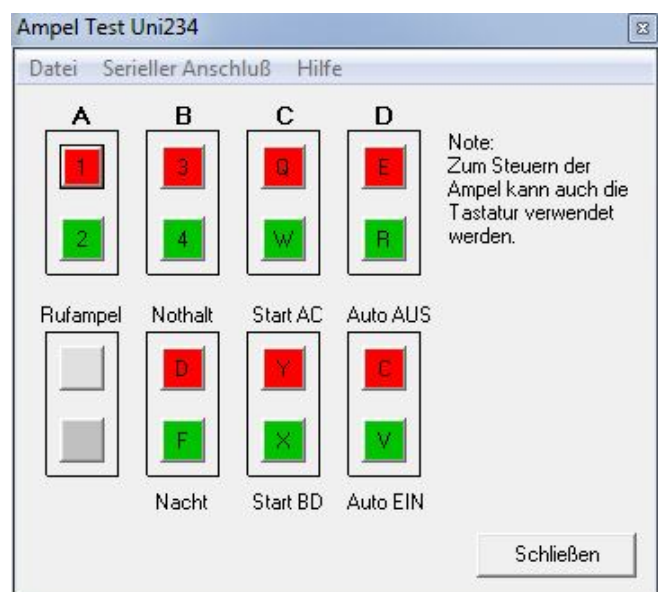 Ampel Test Uni234
Datei Serieller Anschluß Hilfe
A B C D
1 3 Q E
2 4 W R
Note:
Zum Steuern der
Ampel kann auch die
Tastatur verwendet
werden.
Rufampel Nothalt Start AC Auto AUS
D Y C
F X V
Nacht Start BD Auto EIN
Schließen